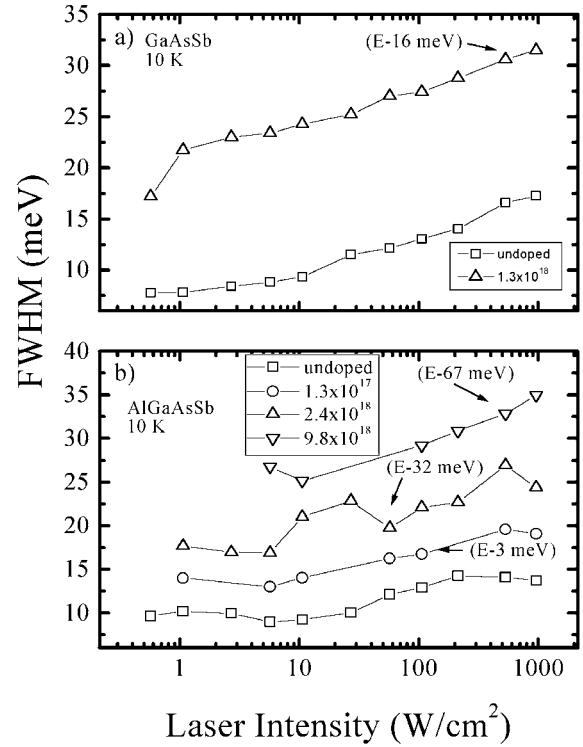 a) GaAsSb
10 K
(E-16 meV)
35
30
25
20
15
10
undoped
1.3x10^18
FWHM (meV)
b)
AlGaAsSb
10 K
undoped
1.3x10^17
2.4x10^18
9.8x10^18
(E-67 meV)
(E-32 meV)
(E-3 meV)
40
35
30
25
20
15
10
1 10 100 1000
Laser Intensity (W/cm^2)